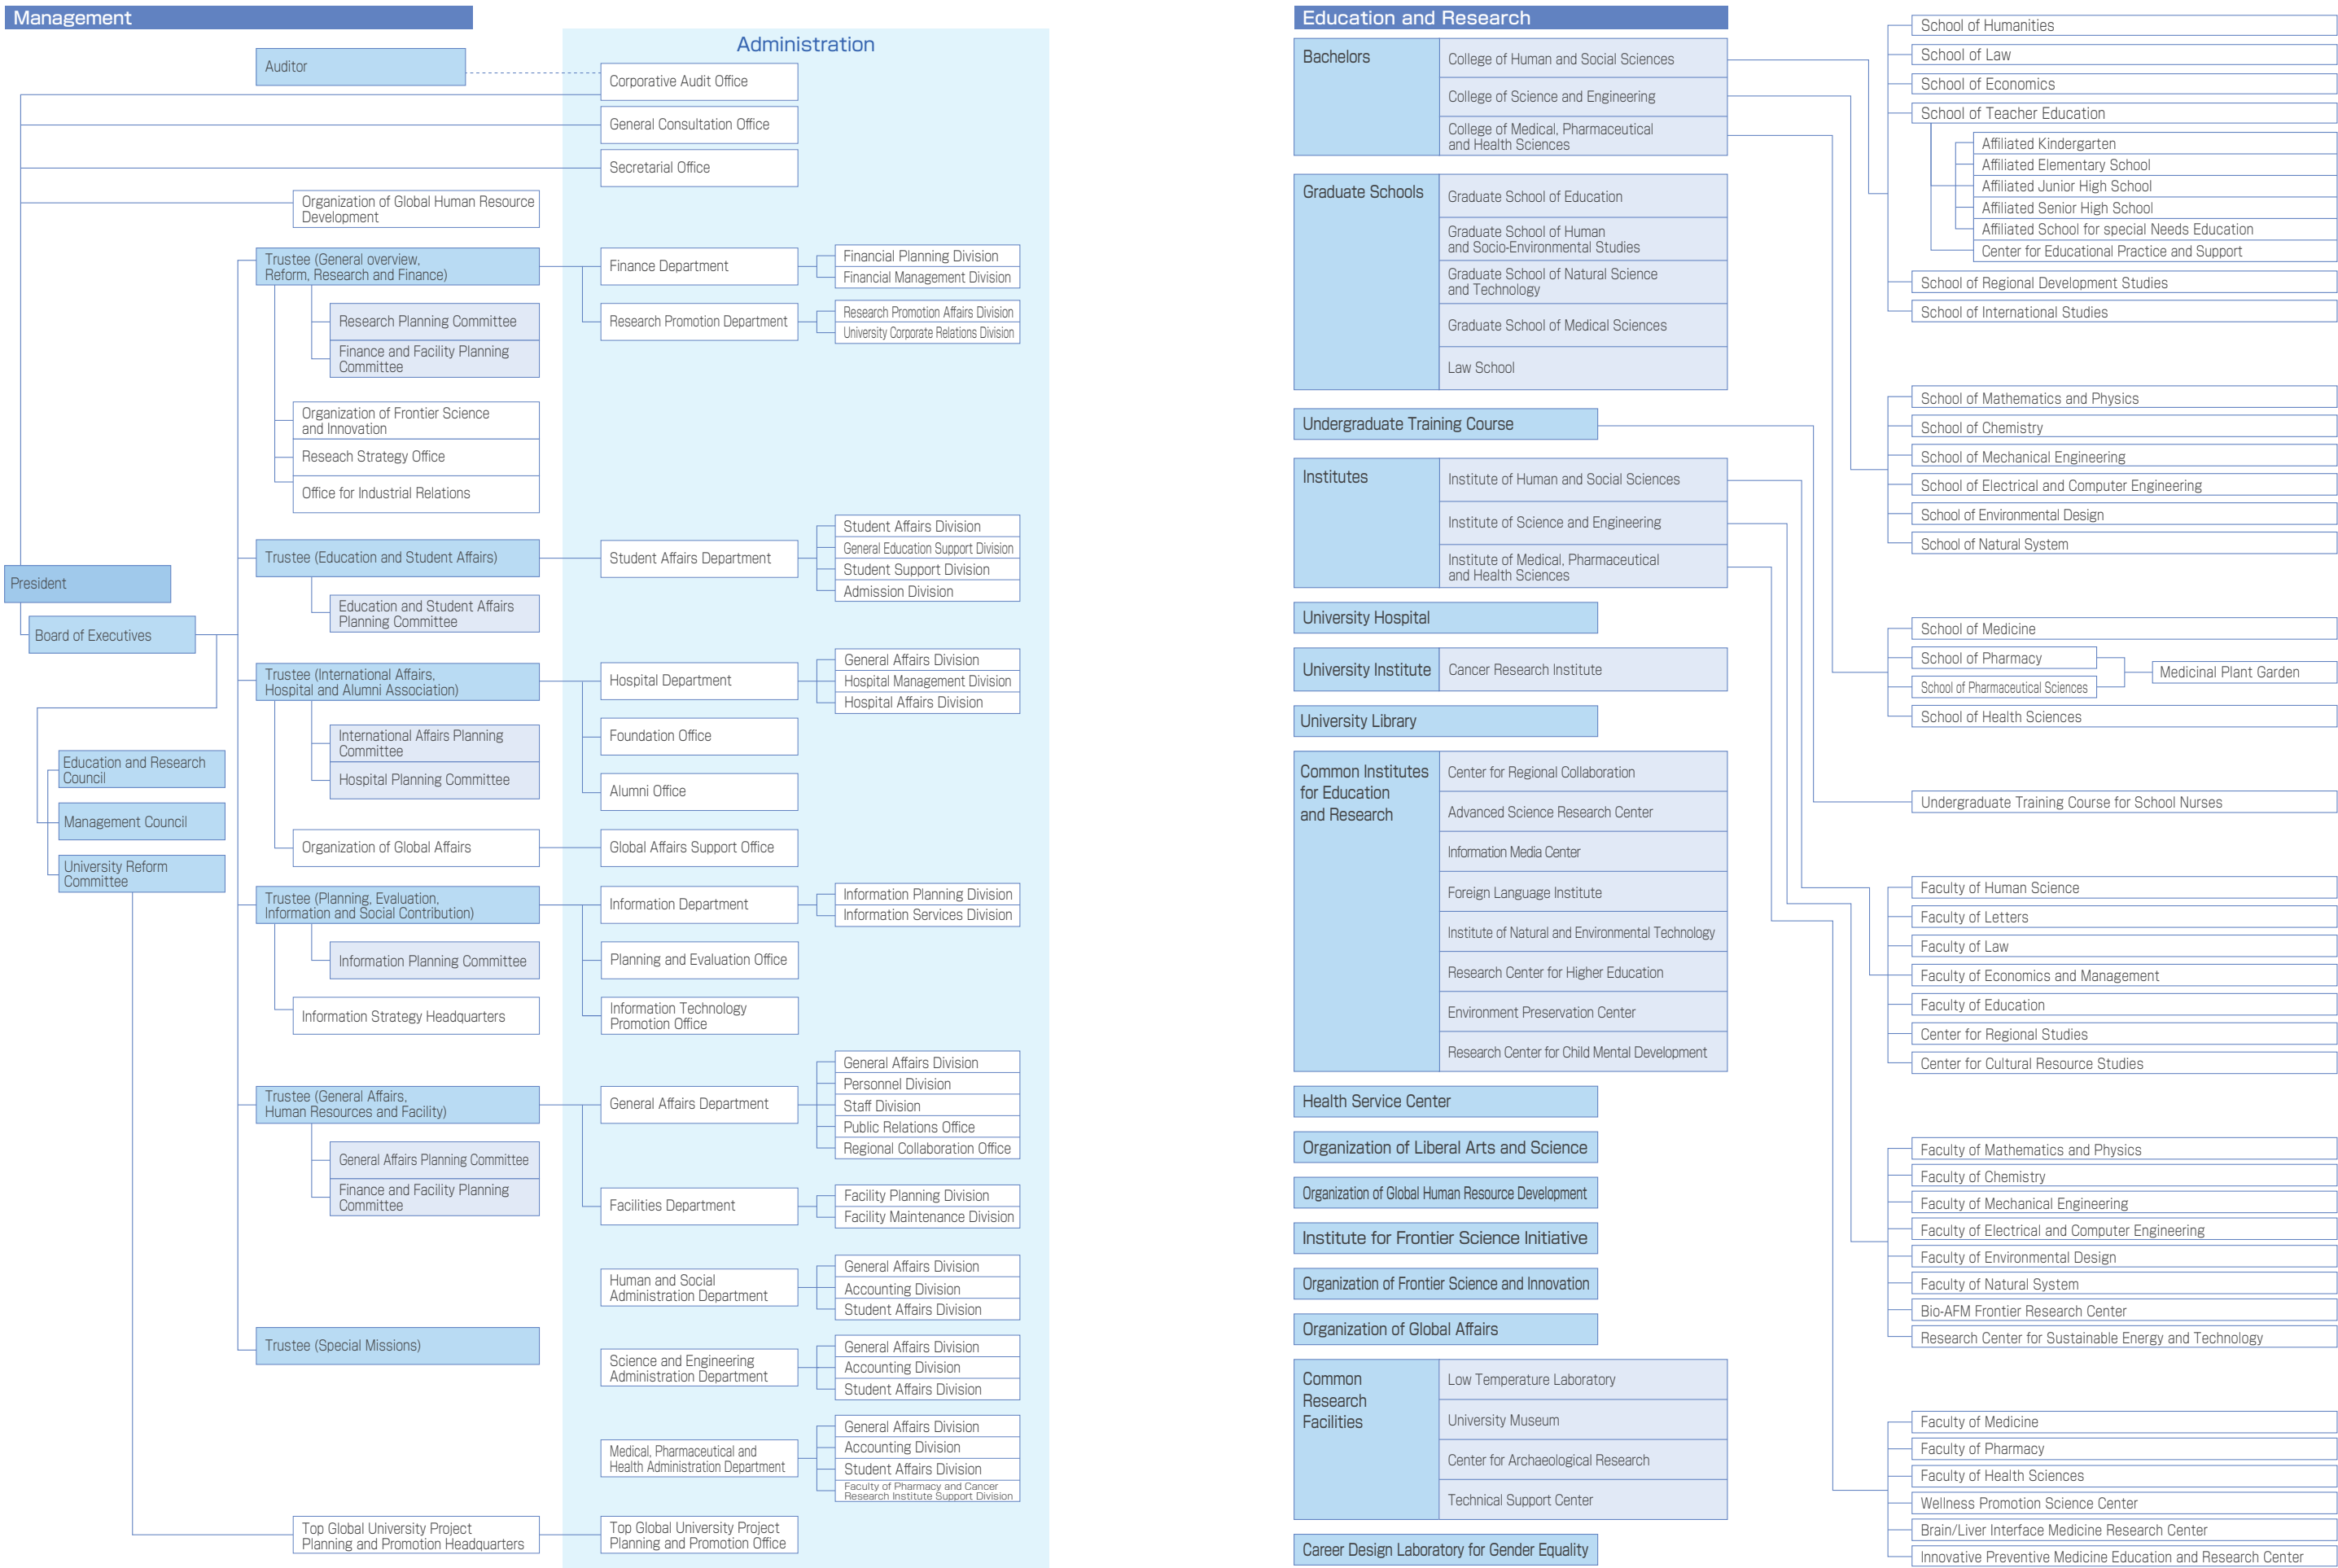 Management
Administration
Auditor
Corporative Audit Office
General Consultation Office
Secretarial Office
Organization of Global Human Resource
Development
Trustee (General overview,
Reform, Research and Finance)
Finance Department
Financial Planning Division
Financial Management Division
Research Planning Committee
Finance and Facility Planning
Committee
Research Promotion Department
Research Promotion Affairs Division
University Corporate Relations Division
Organization of Frontier Science
and Innovation
Reseach Strategy Office
Office for Industrial Relations
President
Board of Executives
Trustee (Education and Student Affairs)
Education and Student Affairs
Planning Committee
Student Affairs Department
Student Affairs Division
General Education Support Division
Student Support Division
Admission Division
Trustee (International Affairs,
Hospital and Alumni Association)
International Affairs Planning
Committee
Hospital Planning Committee
Hospital Department
General Affairs Division
Hospital Management Division
Hospital Affairs Division
Foundation Office
Alumni Office
Education and Research
Council
Management Council
University Reform
Committee
Organization of Global Affairs
Global Affairs Support Office
Trustee (Planning, Evaluation,
Information and Social Contribution)
Information Planning Committee
Information Strategy Headquarters
Information Department
Information Planning Division
Information Services Division
Planning and Evaluation Office
Information Technology
Promotion Office
Trustee (General Affairs,
Human Resources and Facility)
General Affairs Planning Committee
Finance and Facility Planning
Committee
General Affairs Department
General Affairs Division
Personnel Division
Staff Division
Public Relations Office
Regional Collaboration Office
Facilities Department
Facility Planning Division
Facility Maintenance Division
Trustee (Special Missions)
Human and Social
Administration Department
General Affairs Division
Accounting Division
Student Affairs Division
Science and Engineering
Administration Department
General Affairs Division
Accounting Division
Student Affairs Division
Medical, Pharmaceutical and
Health Administration Department
General Affairs Division
Accounting Division
Student Affairs Division
Faculty of Pharmacy and Cancer
Research Institute Support Division
Top Global University Project
Planning and Promotion Headquarters
Top Global University Project
Planning and Promotion Office
Education and Research
Bachelors
College of Human and Social Sciences
College of Science and Engineering
College of Medical, Pharmaceutical
and Health Sciences
Graduate Schools
Graduate School of Education
Graduate School of Human
and Socio-Environmental Studies
Graduate School of Natural Science
and Technology
Graduate School of Medical Sciences
Law School
Undergraduate Training Course
Institutes
Institute of Human and Social Sciences
Institute of Science and Engineering
Institute of Medical, Pharmaceutical
and Health Sciences
University Hospital
University Institute
Cancer Research Institute
University Library
Common Institutes
for Education
and Research
Center for Regional Collaboration
Advanced Science Research Center
Information Media Center
Foreign Language Institute
Institute of Natural and Environmental Technology
Research Center for Higher Education
Environment Preservation Center
Research Center for Child Mental Development
Health Service Center
Organization of Liberal Arts and Science
Organization of Global Human Resource Development
Institute for Frontier Science Initiative
Organization of Frontier Science and Innovation
Organization of Global Affairs
Common
Research
Facilities
Low Temperature Laboratory
University Museum
Center for Archaeological Research
Technical Support Center
Career Design Laboratory for Gender Equality
School of Humanities
School of Law
School of Economics
School of Teacher Education
Affiliated Kindergarten
Affiliated Elementary School
Affiliated Junior High School
Affiliated Senior High School
Affiliated School for special Needs Education
Center for Educational Practice and Support
School of Regional Development Studies
School of International Studies
School of Mathematics and Physics
School of Chemistry
School of Mechanical Engineering
School of Electrical and Computer Engineering
School of Environmental Design
School of Natural System
School of Medicine
School of Pharmacy
School of Pharmaceutical Sciences
Medicinal Plant Garden
School of Health Sciences
Undergraduate Training Course for School Nurses
Faculty of Human Science
Faculty of Letters
Faculty of Law
Faculty of Economics and Management
Faculty of Education
Center for Regional Studies
Center for Cultural Resource Studies
Faculty of Mathematics and Physics
Faculty of Chemistry
Faculty of Mechanical Engineering
Faculty of Electrical and Computer Engineering
Faculty of Environmental Design
Faculty of Natural System
Bio-AFM Frontier Research Center
Research Center for Sustainable Energy and Technology
Faculty of Medicine
Faculty of Pharmacy
Faculty of Health Sciences
Wellness Promotion Science Center
Brain/Liver Interface Medicine Research Center
Innovative Preventive Medicine Education and Research Center